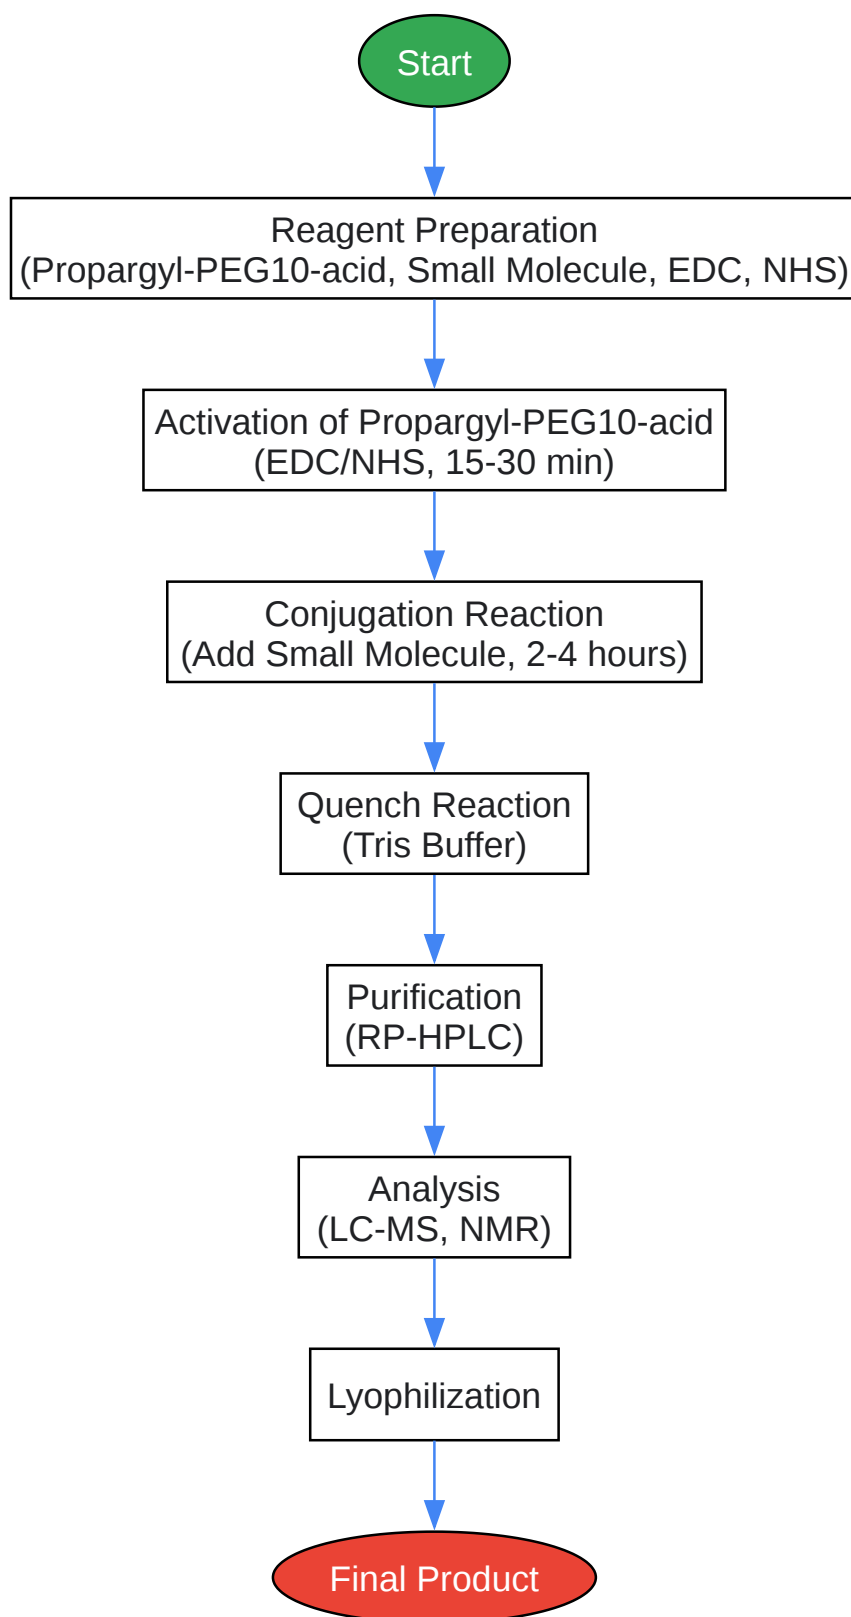 Start
Reagent Preparation
(Propargyl-PEG10-acid, Small Molecule, EDC, NHS)
Activation of Propargyl-PEG10-acid
(EDC/NHS, 15-30 min)
Conjugation Reaction
(Add Small Molecule, 2-4 hours)
Quench Reaction
(Tris Buffer)
Purification
(RP-HPLC)
Analysis
(LC-MS, NMR)
Lyophilization
Final Product